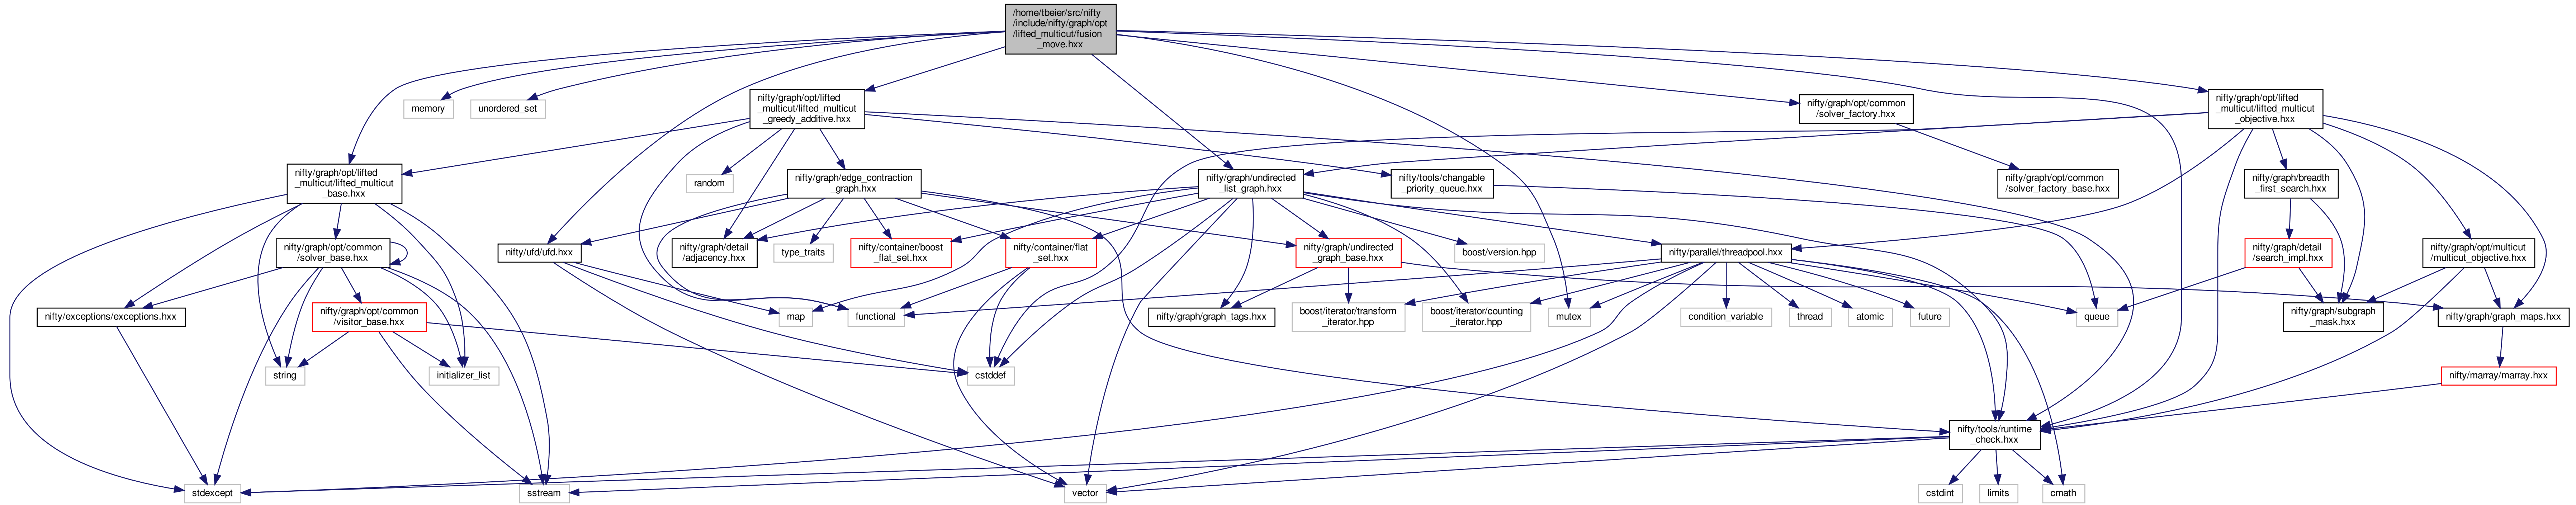 /home/tbeier/src/nifty
/include/nifty/graph/opt
/lifted_multicut/fusion
_move.hxx
memory
unordered_set
nifty/graph/opt/lifted
_multicut/lifted_multicut
_greedy_additive.hxx
nifty/graph/opt/common
/solver_factory.hxx
nifty/graph/opt/lifted
_multicut/lifted_multicut
_objective.hxx
nifty/graph/opt/lifted
_multicut/lifted_multicut
_base.hxx
random
nifty/graph/edge_contraction
_graph.hxx
nifty/graph/undirected
_list_graph.hxx
nifty/tools/changable
_priority_queue.hxx
nifty/graph/opt/common
/solver_factory_base.hxx
nifty/graph/breadth
_first_search.hxx
nifty/graph/opt/common
/solver_base.hxx
nifty/ufd/ufd.hxx
nifty/graph/detail
/adjacency.hxx
type_traits
nifty/container/boost
_flat_set.hxx
nifty/container/flat
_set.hxx
nifty/graph/undirected
_graph_base.hxx
boost/version.hpp
nifty/parallel/threadpool.hxx
nifty/graph/detail
/search_impl.hxx
nifty/graph/opt/multicut
/multicut_objective.hxx
nifty/exceptions/exceptions.hxx
nifty/graph/opt/common
/visitor_base.hxx
map
functional
nifty/graph/graph_tags.hxx
boost/iterator/transform
_iterator.hpp
boost/iterator/counting
_iterator.hpp
mutex
condition_variable
thread
atomic
future
queue
nifty/graph/subgraph
_mask.hxx
nifty/graph/graph_maps.hxx
string
initializer_list
cstddef
nifty/marray/marray.hxx
nifty/tools/runtime
_check.hxx
stdexcept
sstream
vector
cstdint
limits
cmath